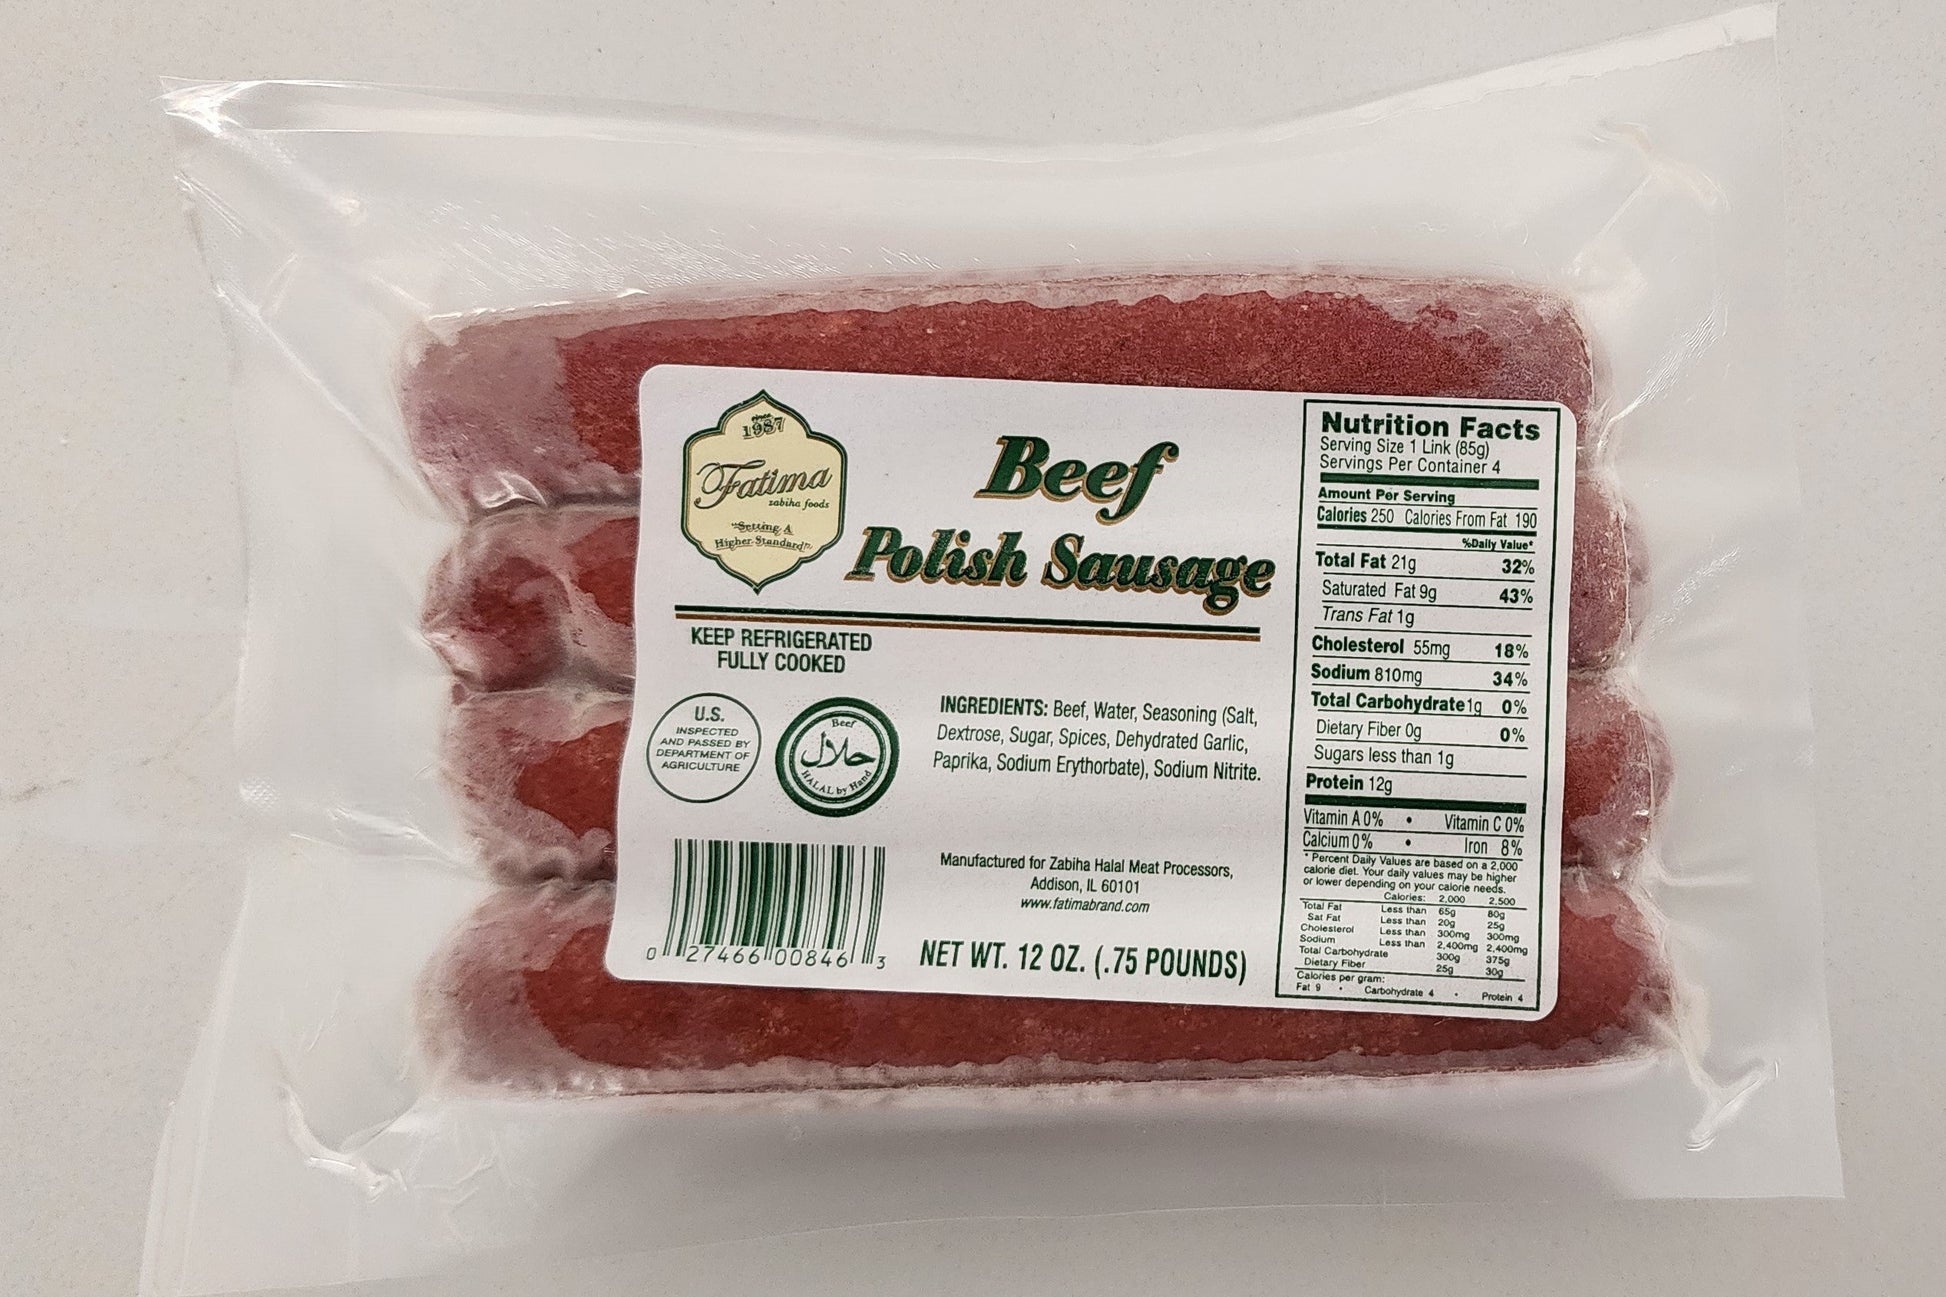 since
1987
Fatima
zabiha foods
"Setting A
Higher Standard"
Beef
Polish Sausage
KEEP REFRIGERATED
FULLY COOKED
U.S.
INSPECTED
AND PASSED BY
DEPARTMENT OF
AGRICULTURE
Beef
حلال
HALAL by Hand
INGREDIENTS: Beef, Water, Seasoning (Salt,
Dextrose, Sugar, Spices, Dehydrated Garlic,
Paprika, Sodium Erythorbate), Sodium Nitrite.
Manufactured for Zabiha Halal Meat Processors,
Addison, IL 60101
www.fatimabrand.com
0 27466 00846 3
NET WT. 12 OZ. (.75 POUNDS)
Nutrition Facts
Serving Size 1 Link (85g)
Servings Per Container 4
Amount Per Serving
Calories 250 Calories From Fat 190
%Daily Value*
Total Fat 21g 32%
Saturated Fat 9g 43%
Trans Fat 1g
Cholesterol 55mg 18%
Sodium 810mg 34%
Total Carbohydrate 1g 0%
Dietary Fiber 0g 0%
Sugars less than 1g
Protein 12g
Vitamin A 0% • Vitamin C 0%
Calcium 0% • Iron 8%
* Percent Daily Values are based on a 2,000
calorie diet. Your daily values may be higher
or lower depending on your calorie needs.
Calories: 2,000 2,500
Total Fat Less than 65g 80g
Sat Fat Less than 20g 25g
Cholesterol Less than 300mg 300mg
Sodium Less than 2,400mg 2,400mg
Total Carbohydrate 300g 375g
Dietary Fiber 25g 30g
Calories per gram:
Fat 9 • Carbohydrate 4 • Protein 4